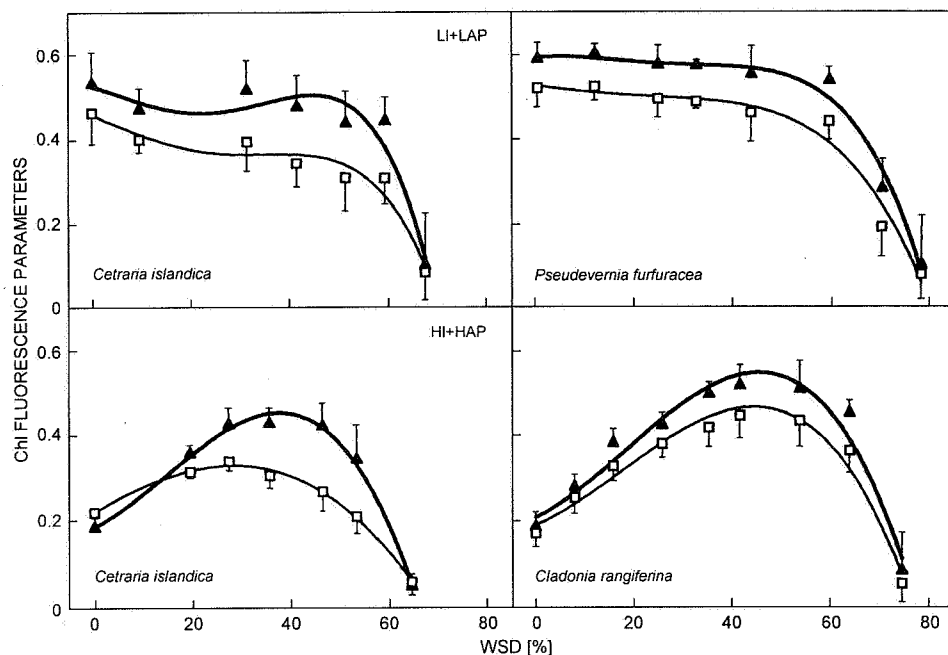 LI+LAP
0.6
0.4
0.2
0
Cetraria islandica
Pseudevernia furfuracea
Chl FLUORESCENCE PARAMETERS
HI+HAP
0.6
0.4
0.2
0
Cetraria islandica
Cladonia rangiferina
0 20 40 60 80 0 20 40 60 80
WSD [%]